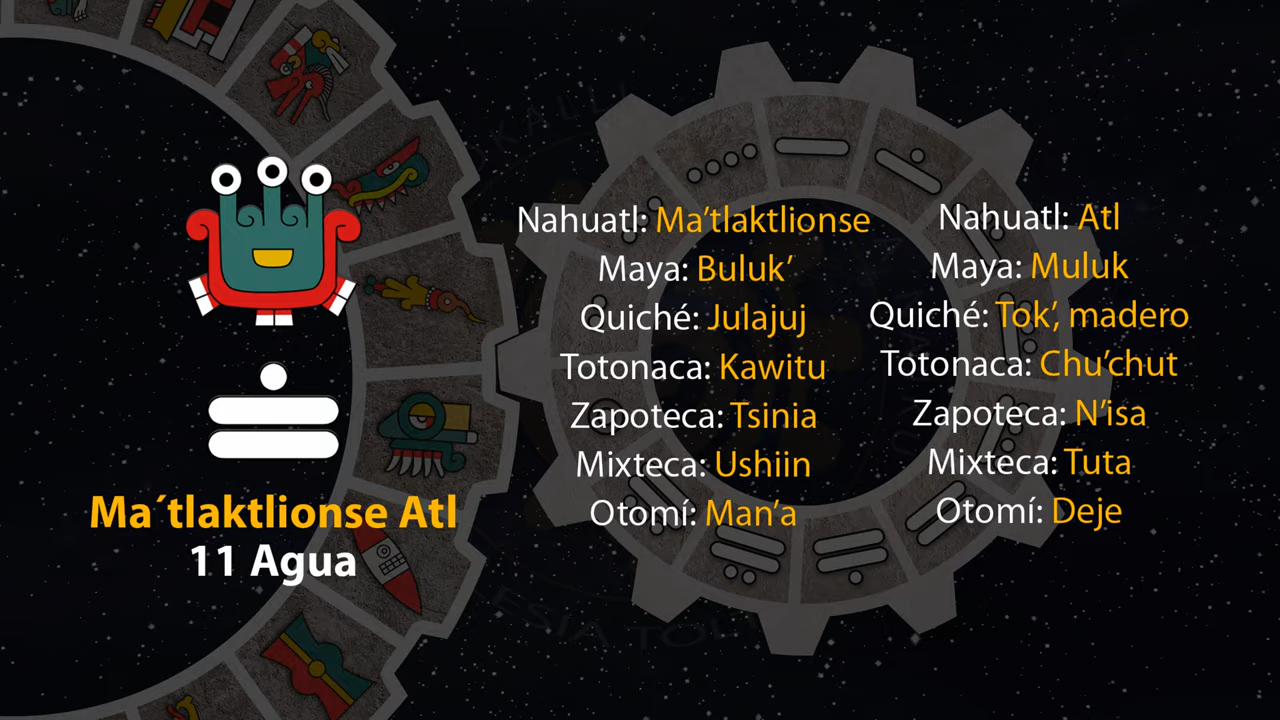 Ma´tlaktlionse Atl
11 Agua
Nahuatl: Ma’tlaktlionse
Maya: Buluk’
Quiché: Julajuj
Totonaca: Kawitu
Zapoteca: Tsinia
Mixteca: Ushiin
Otomí: Man’a
Nahuatl: Atl
Maya: Muluk
Quiché: Tok’, madero
Totonaca: Chu’chut
Zapoteca: N’isa
Mixteca: Tuta
Otomí: Deje